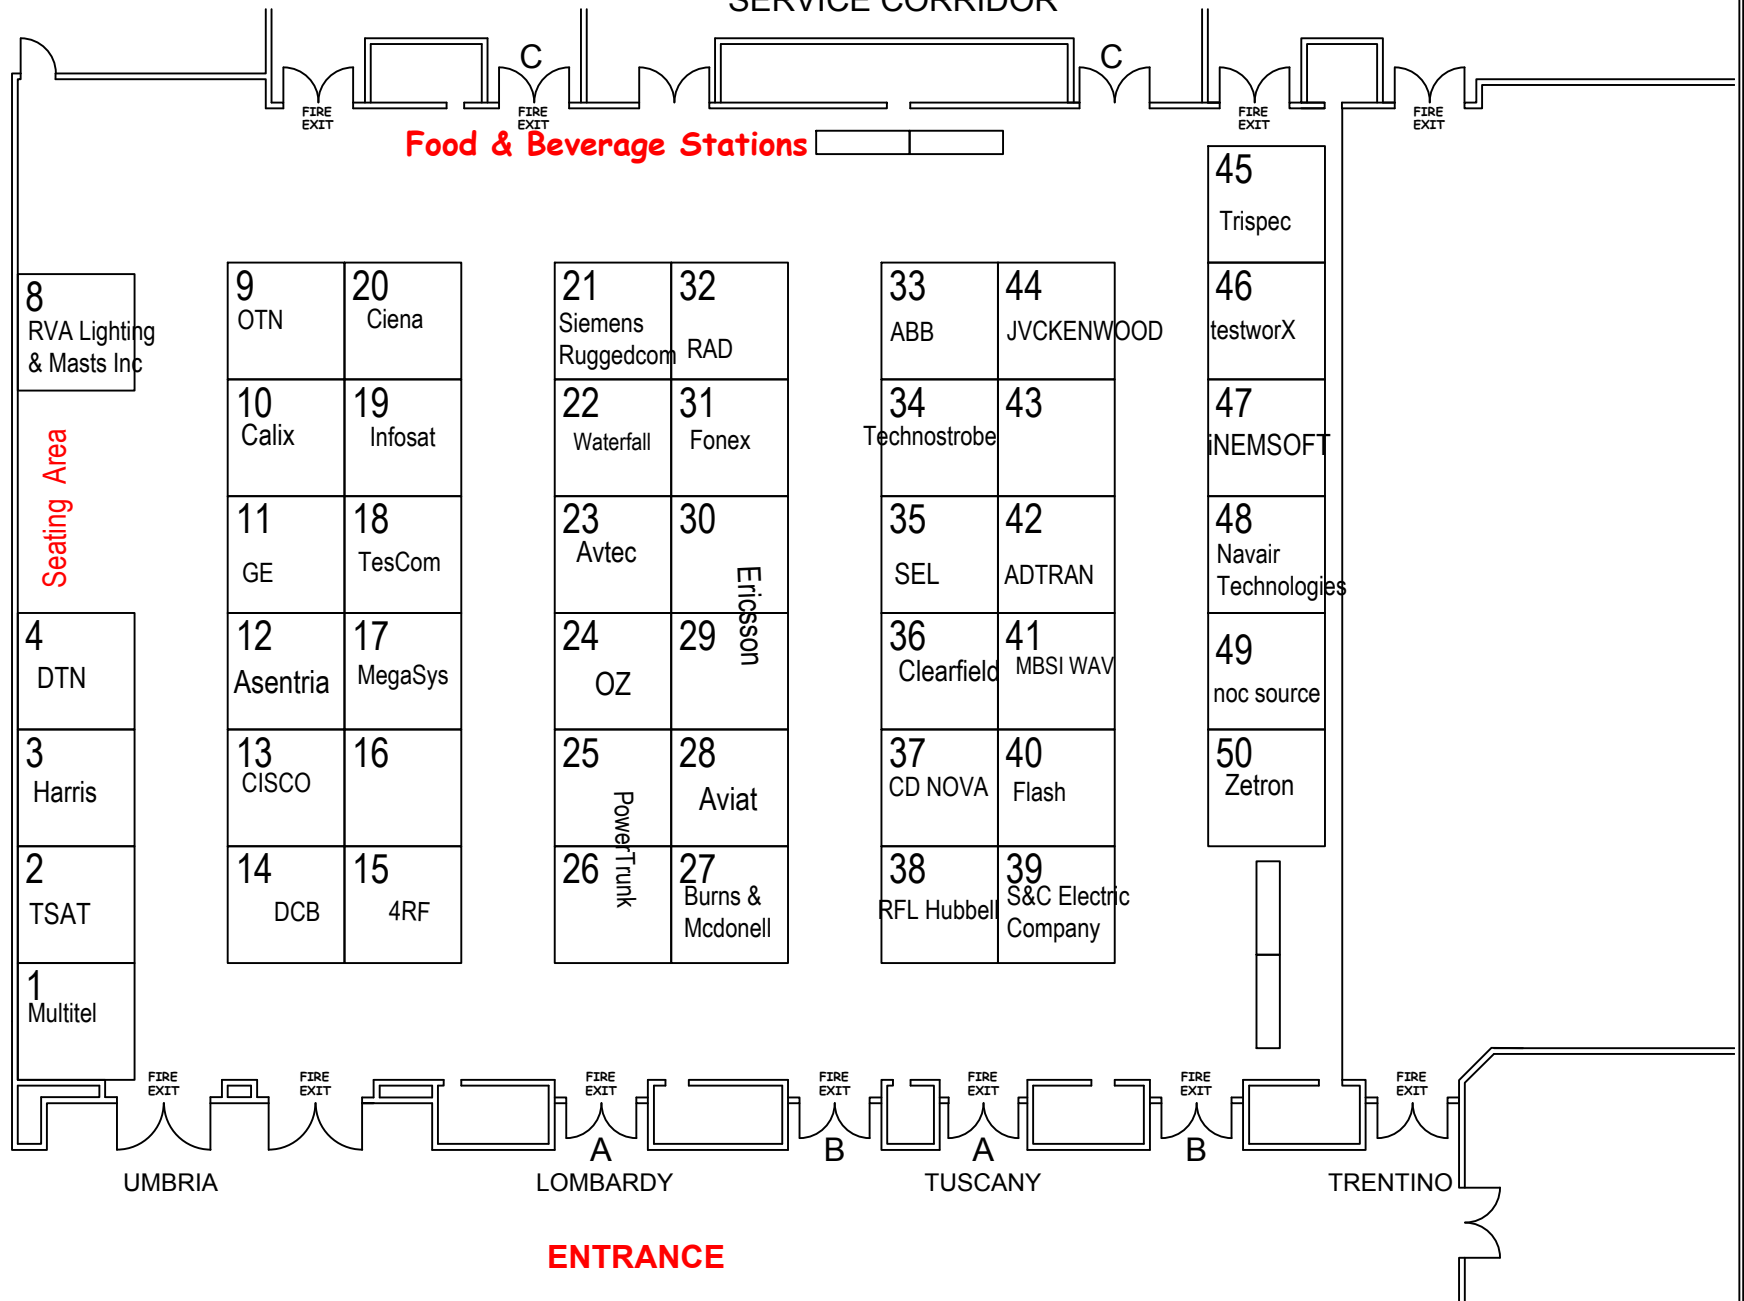 SERVICE CORRIDOR
C
C
FIRE
EXIT
FIRE
EXIT
FIRE
EXIT
FIRE
EXIT
Food & Beverage Stations
45
Trispec
8
RVA Lighting
& Masts Inc
9
OTN
20
Ciena
21
Siemens
Ruggedcom
32
RAD
33
ABB
44
JVCKENWOOD
46
testworX
10
Calix
19
Infosat
22
Waterfall
31
Fonex
34
Technostrobe
43
47
iNEMSOFT
Seating Area
11
GE
18
TesCom
23
Avtec
30
Ericsson
35
SEL
42
ADTRAN
48
Navair
Technologies
4
DTN
12
Asentria
17
MegaSys
24
OZ
29
36
Clearfield
41
MBSI WAV
49
noc source
3
Harris
13
CISCO
16
25
PowerTrunk
28
Aviat
37
CD NOVA
40
Flash
50
Zetron
2
TSAT
14
DCB
15
4RF
26
27
Burns &
Mcdonell
38
RFL Hubbell
39
S&C Electric
Company
1
Multitel
FIRE
EXIT
FIRE
EXIT
FIRE
EXIT
FIRE
EXIT
FIRE
EXIT
FIRE
EXIT
FIRE
EXIT
A
B
A
B
UMBRIA
LOMBARDY
TUSCANY
TRENTINO
ENTRANCE